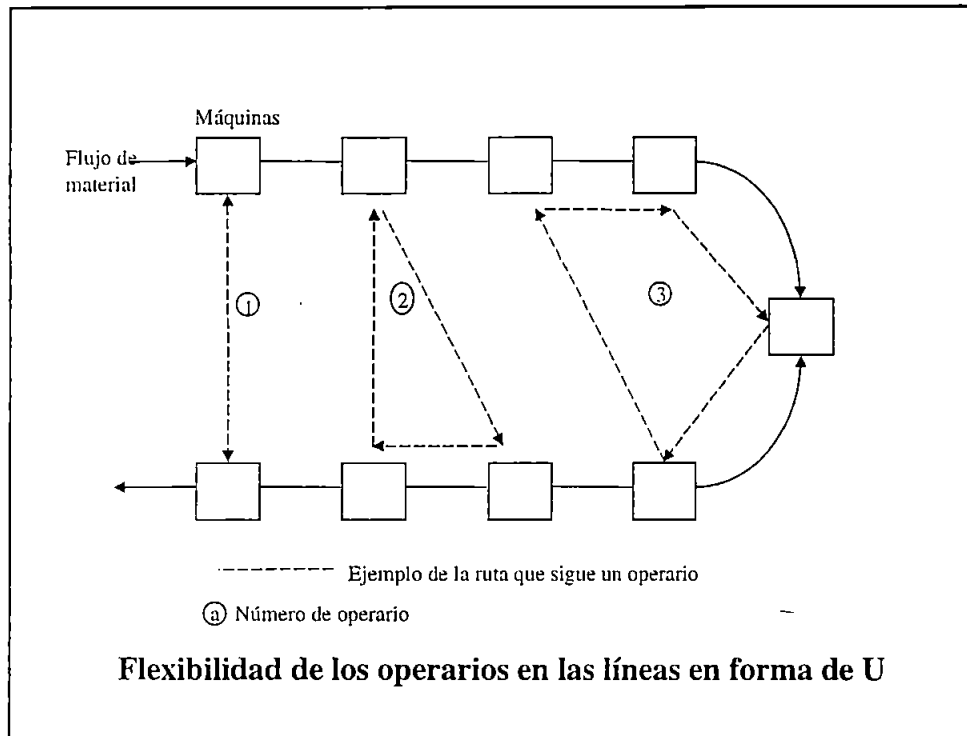 Máquinas
Flujo de
material
1
2
3
Ejemplo de la ruta que sigue un operario
a Número de operario
Flexibilidad de los operarios en las líneas en forma de U